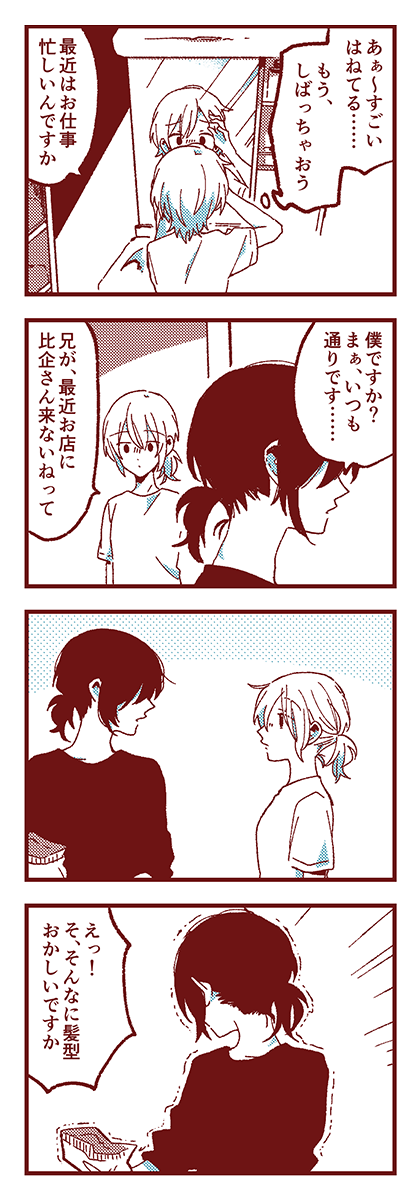 あぁ～すごい
はねてる……
もう、
しばっちゃおう
最近はお仕事
忙しいんですか
僕ですか？
まぁ、いつも
通りです……
兄が、最近お店に
比企さん来ないねって
えっ！
そ、そんなに髪型
おかしいですか